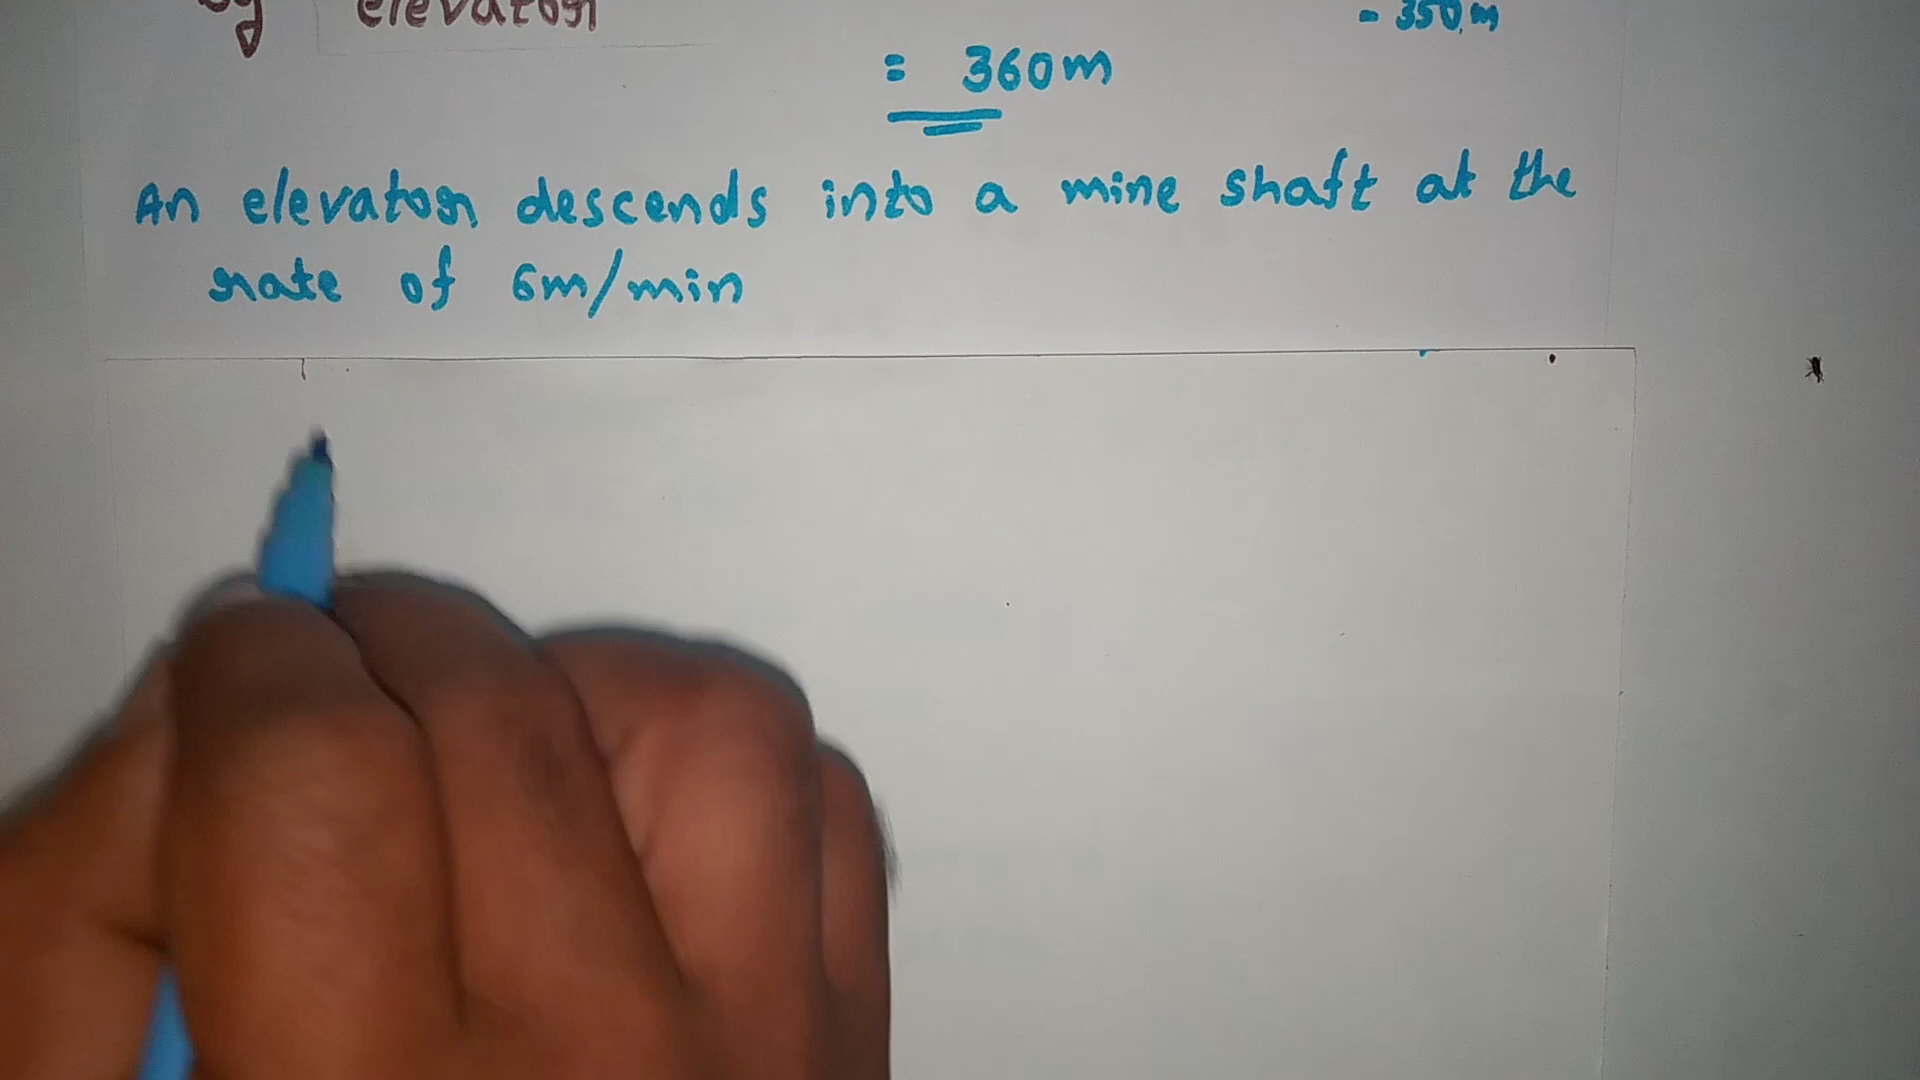 elevator
= 350m
= 360m
An elevator descends into a mine shaft at the
rate of 6m/min